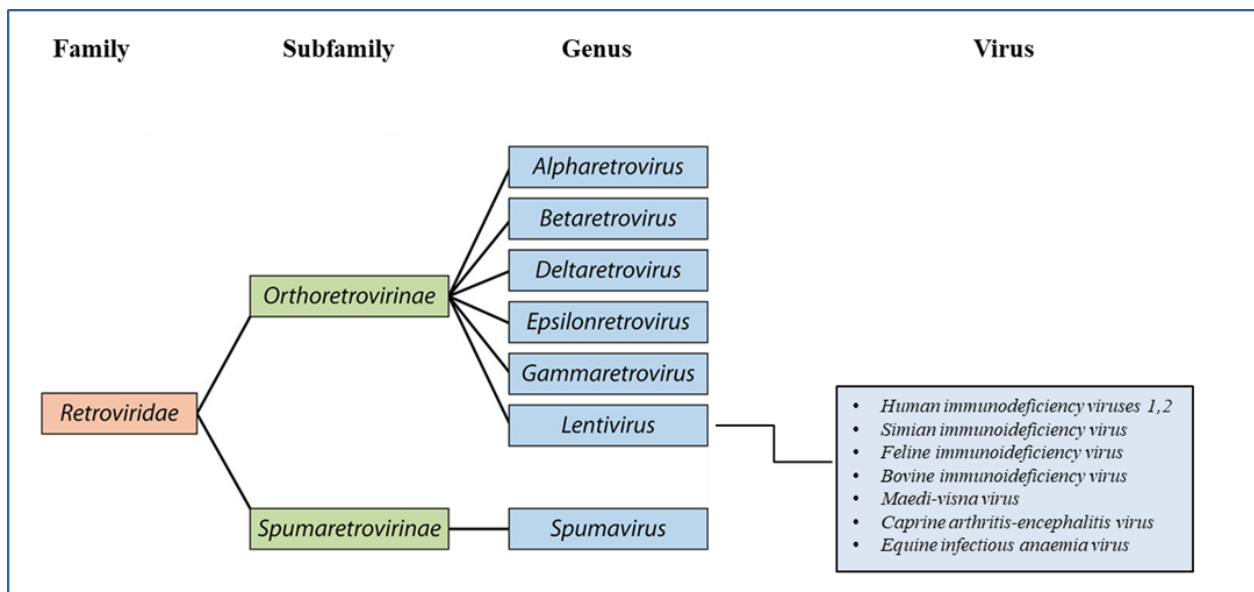 Family Subfamily Genus Virus
Alpharetrovirus
Betaretrovirus
Deltaretrovirus
Orthoretrovirinae
Epsilonretrovirus
Gammaretrovirus
Retroviridae
Lentivirus
• Human immunodeficiency viruses 1,2
• Simian immunoideficiency virus
• Feline immunoideficiency virus
• Bovine immunoideficiency virus
• Maedi-visna virus
• Caprine arthritis-encephalitis virus
• Equine infectious anaemia virus
Spumaretrovirinae
Spumavirus